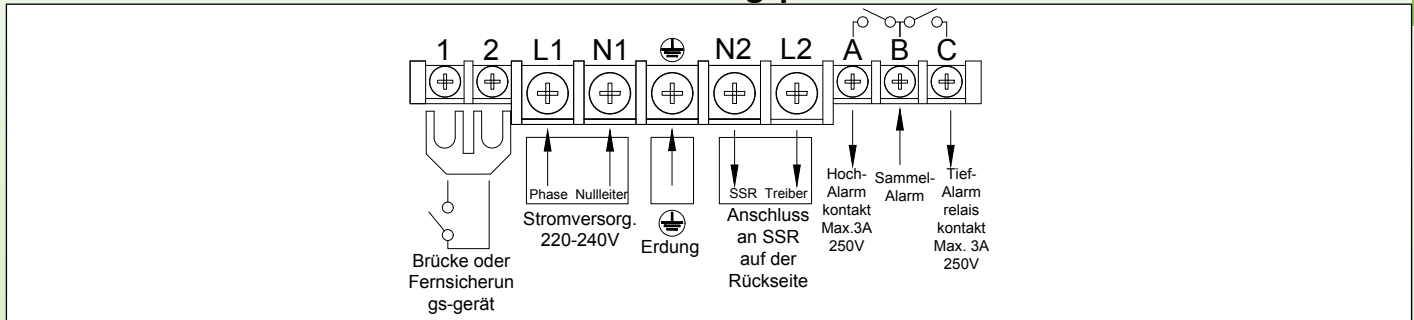 1 2 L1 N1 N2 L2 A B C
Phase Nullleiter
Stromversorg.
220-240V
Erdung
SSR Treiber
Anschluss
an SSR
auf der
Rückseite
Hoch-
Alarm
kontakt
Max.3A
250V
Sammel-
Alarm
Tief-
Alarm
relais
kontakt
Max. 3A
250V
Brücke oder
Fernsicherun
gs-gerät